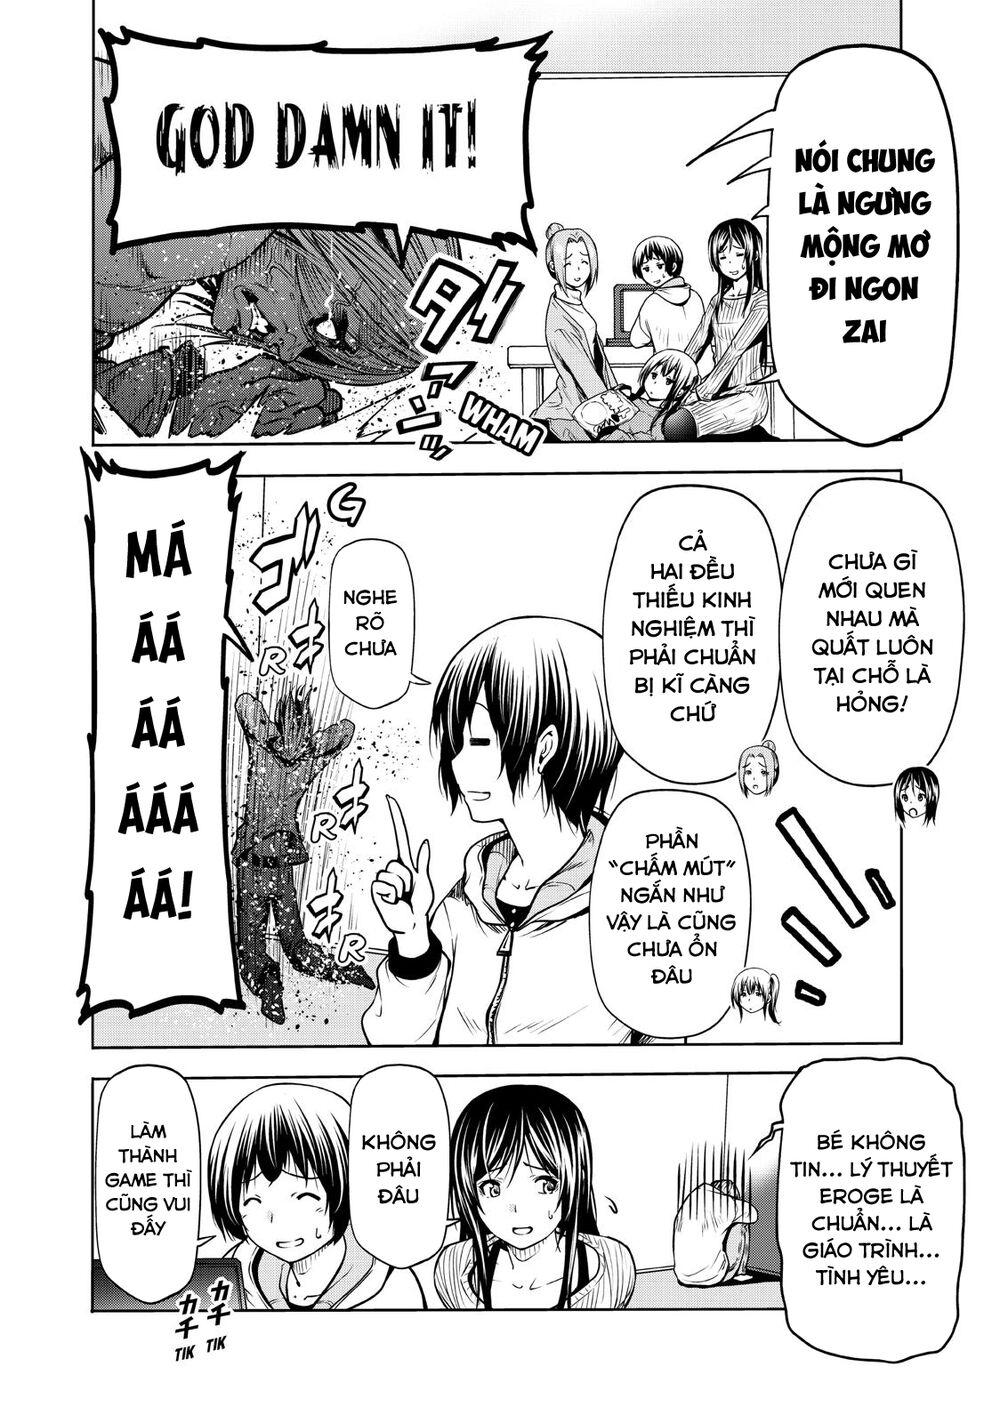 NÓI CHUNG
LÀ NGƯNG
MỘNG MƠ
ĐI NGON
ZAI
GOD DAMN IT!
WHAM
CHƯA GÌ
MỚI QUEN
NHAU MÀ
QUẤT LUÔN
TẠI CHỖ LÀ
HỎNG!
CẢ
HAI ĐỀU
THIẾU KINH
NGHIỆM THÌ
PHẢI CHUẨN
BỊ KĨ CÀNG
CHỨ
PHẦN
“CHẤM MÚT”
NGẮN NHƯ
VẬY LÀ CŨNG
CHƯA ỔN
ĐÂU
NGHE
RÕ
CHƯA
G
R
R
R
ゴ
キ
キ
キ
MÁ
ÁÁ
ÁÁ
ÁÁÁ
ÁÁ!
BÉ KHÔNG
TIN... LÝ THUYẾT
EROGE LÀ
CHUẨN... LÀ
GIÁO TRÌNH...
TÌNH YÊU...
KHÔNG
PHẢI
ĐÂU
LÀM
THÀNH
GAME THÌ
CŨNG VUI
ĐẤY
カチ
TIK
カチ
TIK